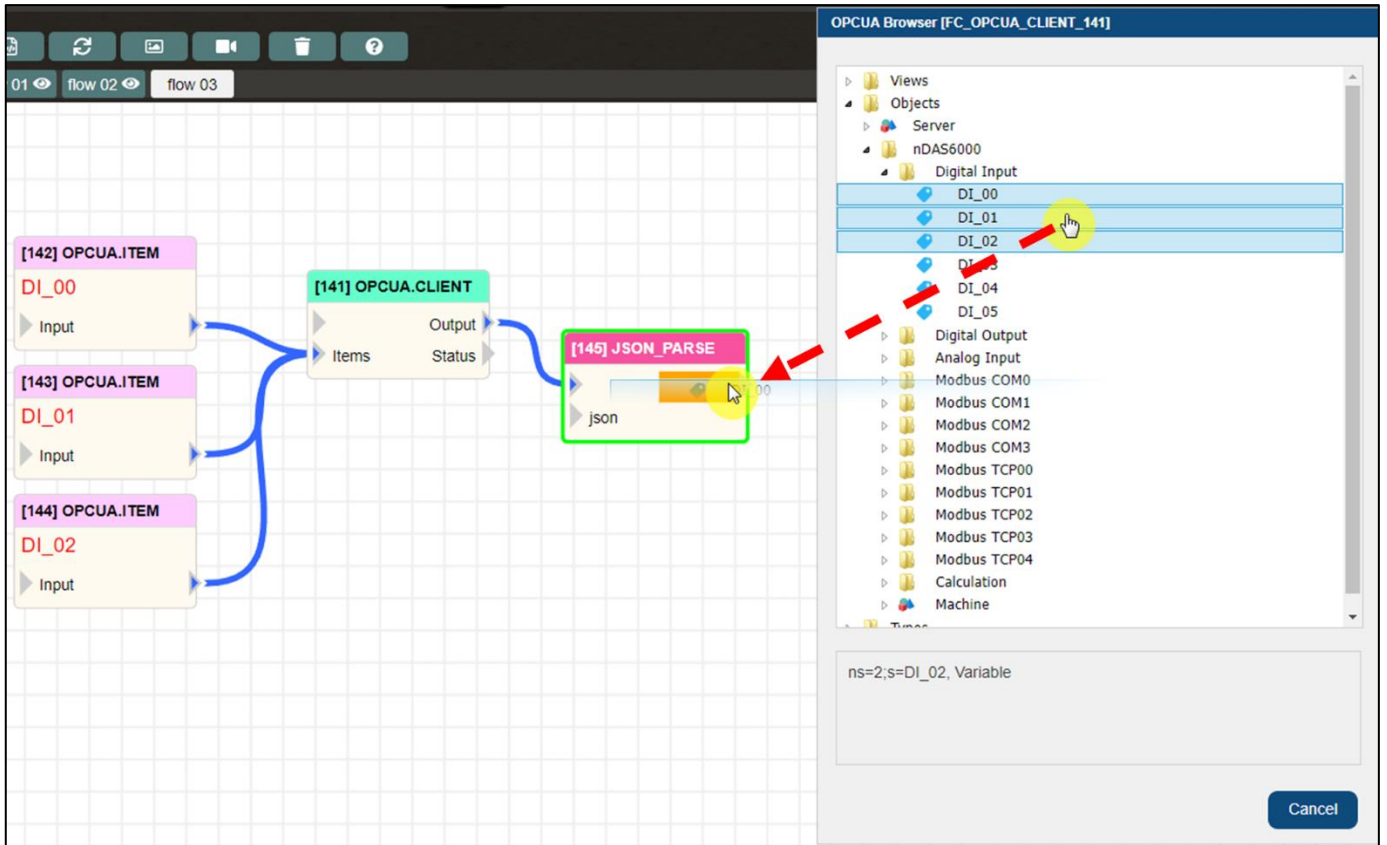 OPCUA Browser [FC_OPCUA_CLIENT_141]
01
flow 02
flow 03
[142] OPCUA.ITEM
DI_00
Input
[143] OPCUA.ITEM
DI_01
Input
[144] OPCUA.ITEM
DI_02
Input
[141] OPCUA.CLIENT
Output
Items
Status
[145] JSON_PARSE
DI_00
json
Views
Objects
Server
nDAS6000
Digital Input
DI_00
DI_01
DI_02
DI_03
DI_04
DI_05
Digital Output
Analog Input
Modbus COM0
Modbus COM1
Modbus COM2
Modbus COM3
Modbus TCP00
Modbus TCP01
Modbus TCP02
Modbus TCP03
Modbus TCP04
Calculation
Machine
Types
ns=2;s=DI_02, Variable
Cancel